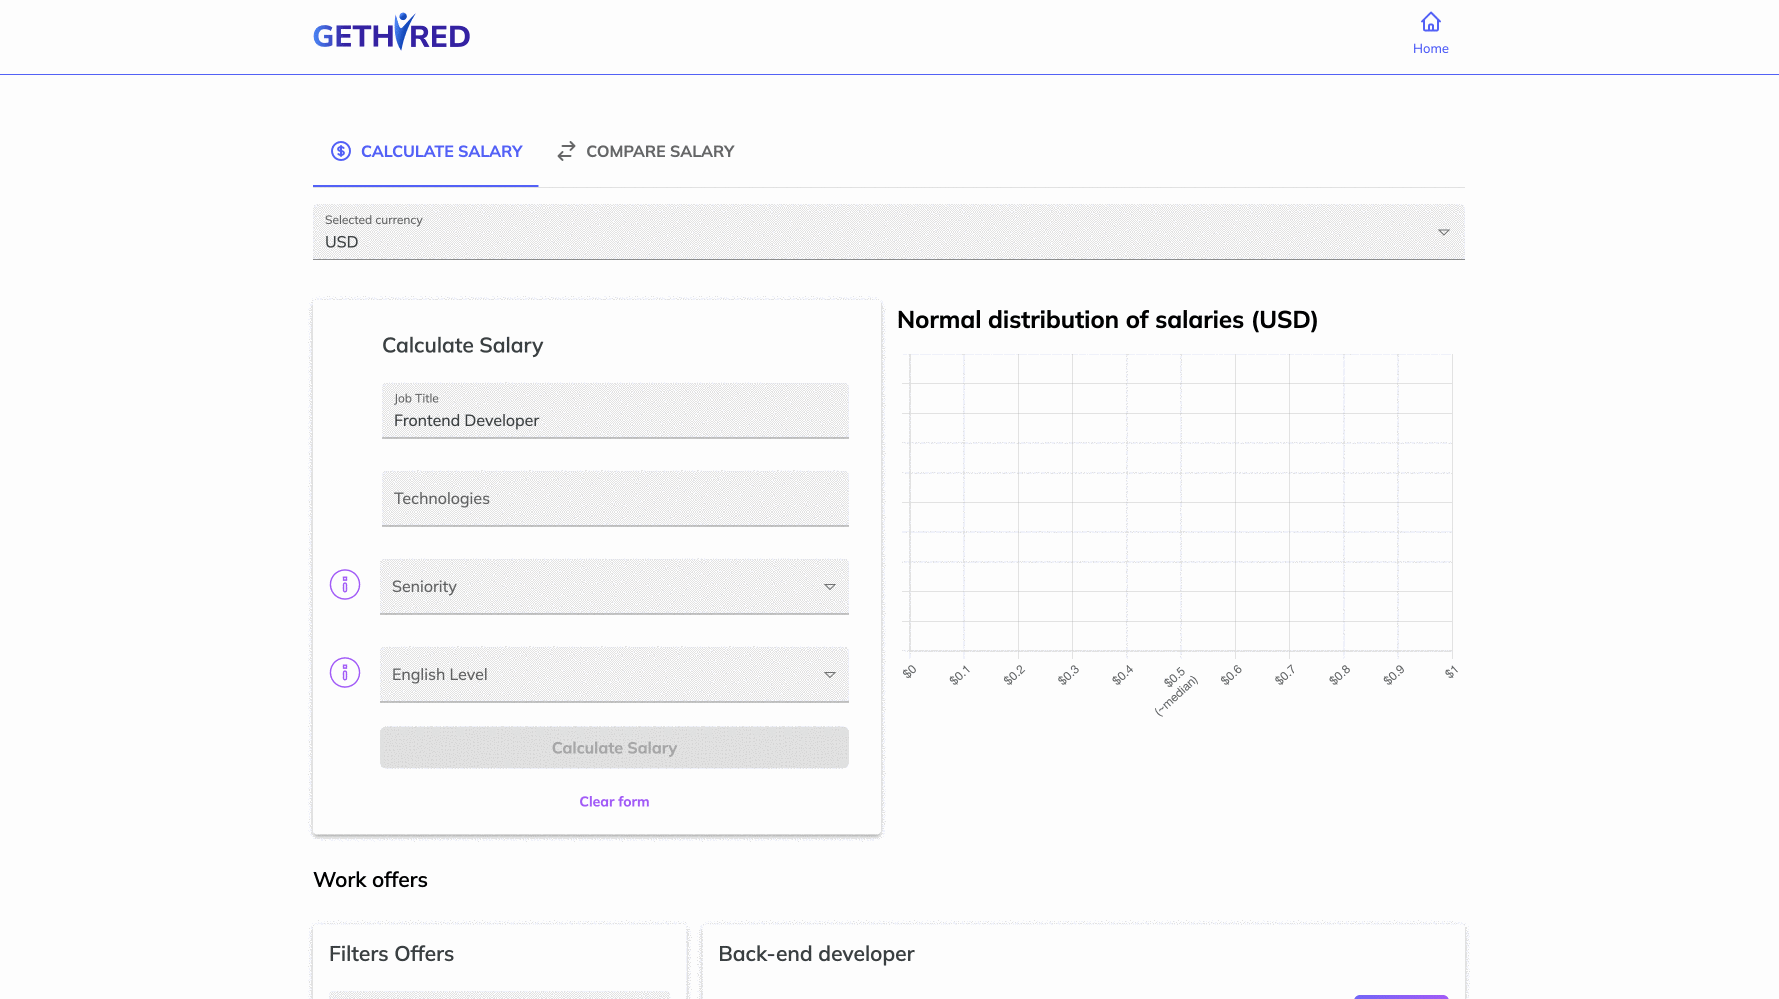 GETHIRED
Home
CALCULATE SALARY
COMPARE SALARY
Selected currency
USD
Calculate Salary
Job Title
Frontend Developer
Technologies
Seniority
English Level
Calculate Salary
Clear form
Normal distribution of salaries (USD)
$0
$0.1
$0.2
$0.3
$0.4
$0.5
(~median)
$0.6
$0.7
$0.8
$0.9
$1
Work offers
Filters Offers
Back-end developer